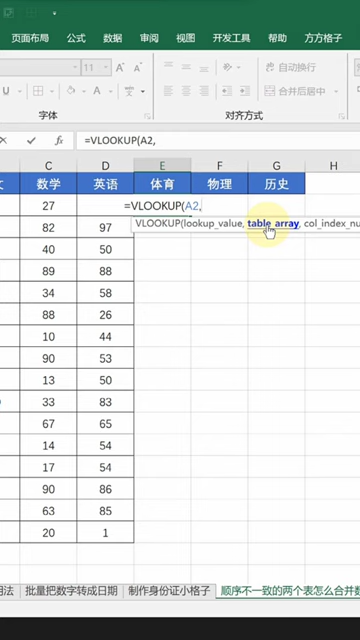 页面布局 公式 数据 审阅 视图 开发工具 帮助 方方格子
11 A A
自动换行
U A 合并后居中
字体 对齐方式
fx =VLOOKUP(A2,
C D E F G H
文 数学 英语 体育 物理 历史
27 =VLOOKUP(A2,
82 97 VLOOKUP(lookup_value, table_array, col_index_nu
40 50
89 88
34 58
88 26
10 44
90 53
13 50
33 83
67 65
14 54
17 54
90 86
63 85
20 1
用法 批量把数字转成日期 制作身份证小格子 顺序不一致的两个表怎么合并数